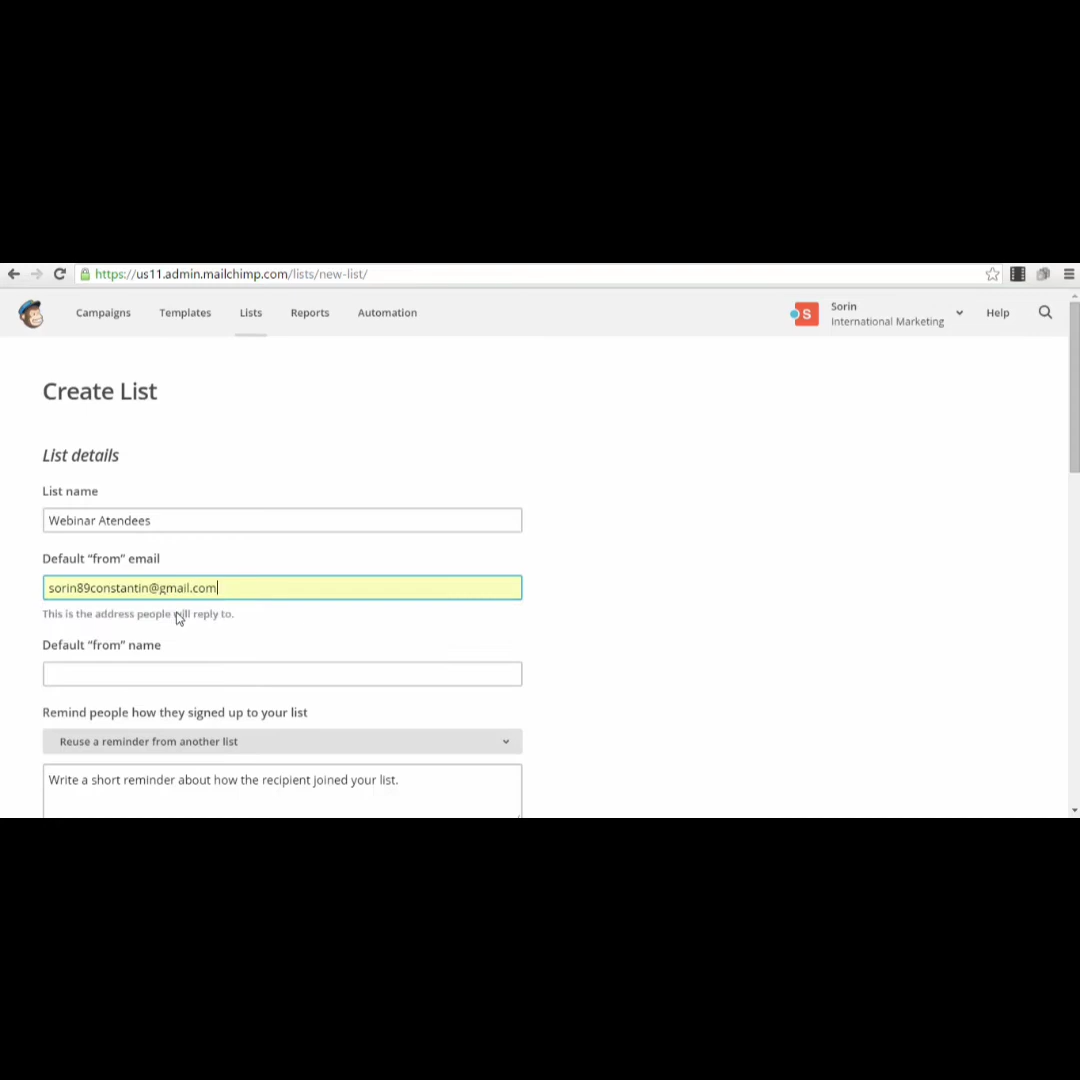 https://us11.admin.mailchimp.com/lists/new-list/
Campaigns Templates Lists Reports Automation S Sorin International Marketing Help
Create List
List details
List name
Webinar Atendees
Default “from” email
sorin89constantin@gmail.com
This is the address people will reply to.
Default “from” name
Remind people how they signed up to your list
Reuse a reminder from another list
Write a short reminder about how the recipient joined your list.